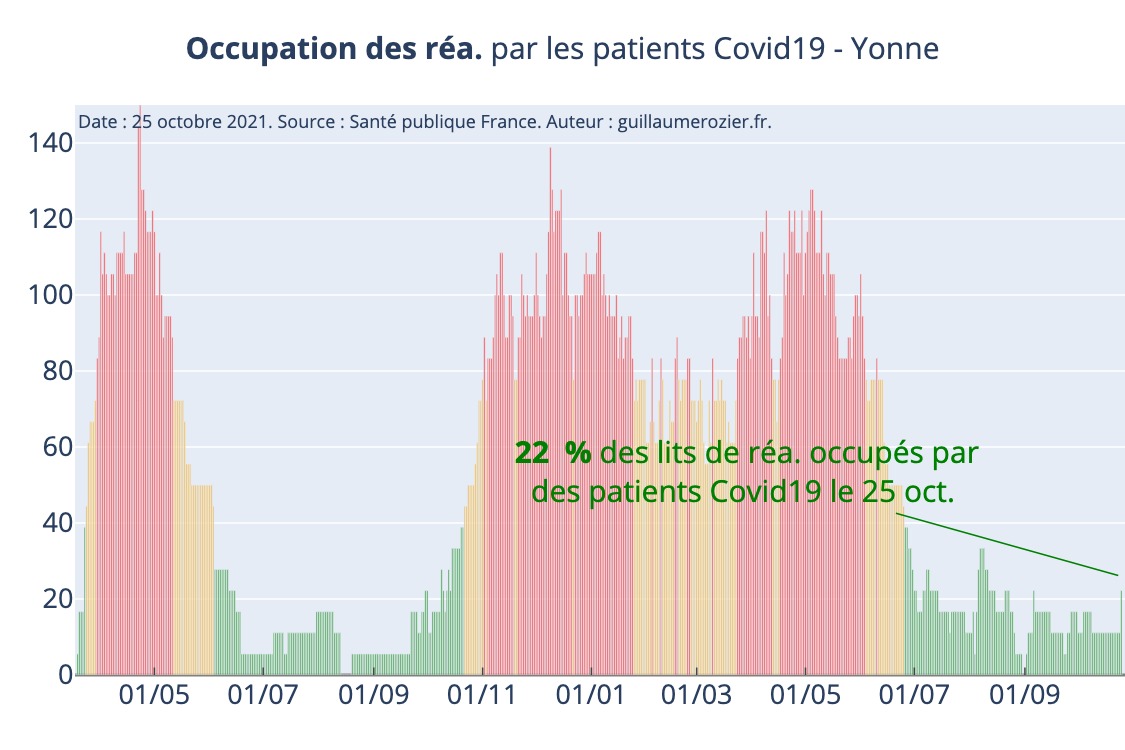 Occupation des réa. par les patients Covid19 - Yonne
Date : 25 octobre 2021. Source : Santé publique France. Auteur : guillaumerozier.fr.
140
120
100
80
60
40
20
0
22 % des lits de réa. occupés par
des patients Covid19 le 25 oct.
01/05 01/07 01/09 01/11 01/01 01/03 01/05 01/07 01/09